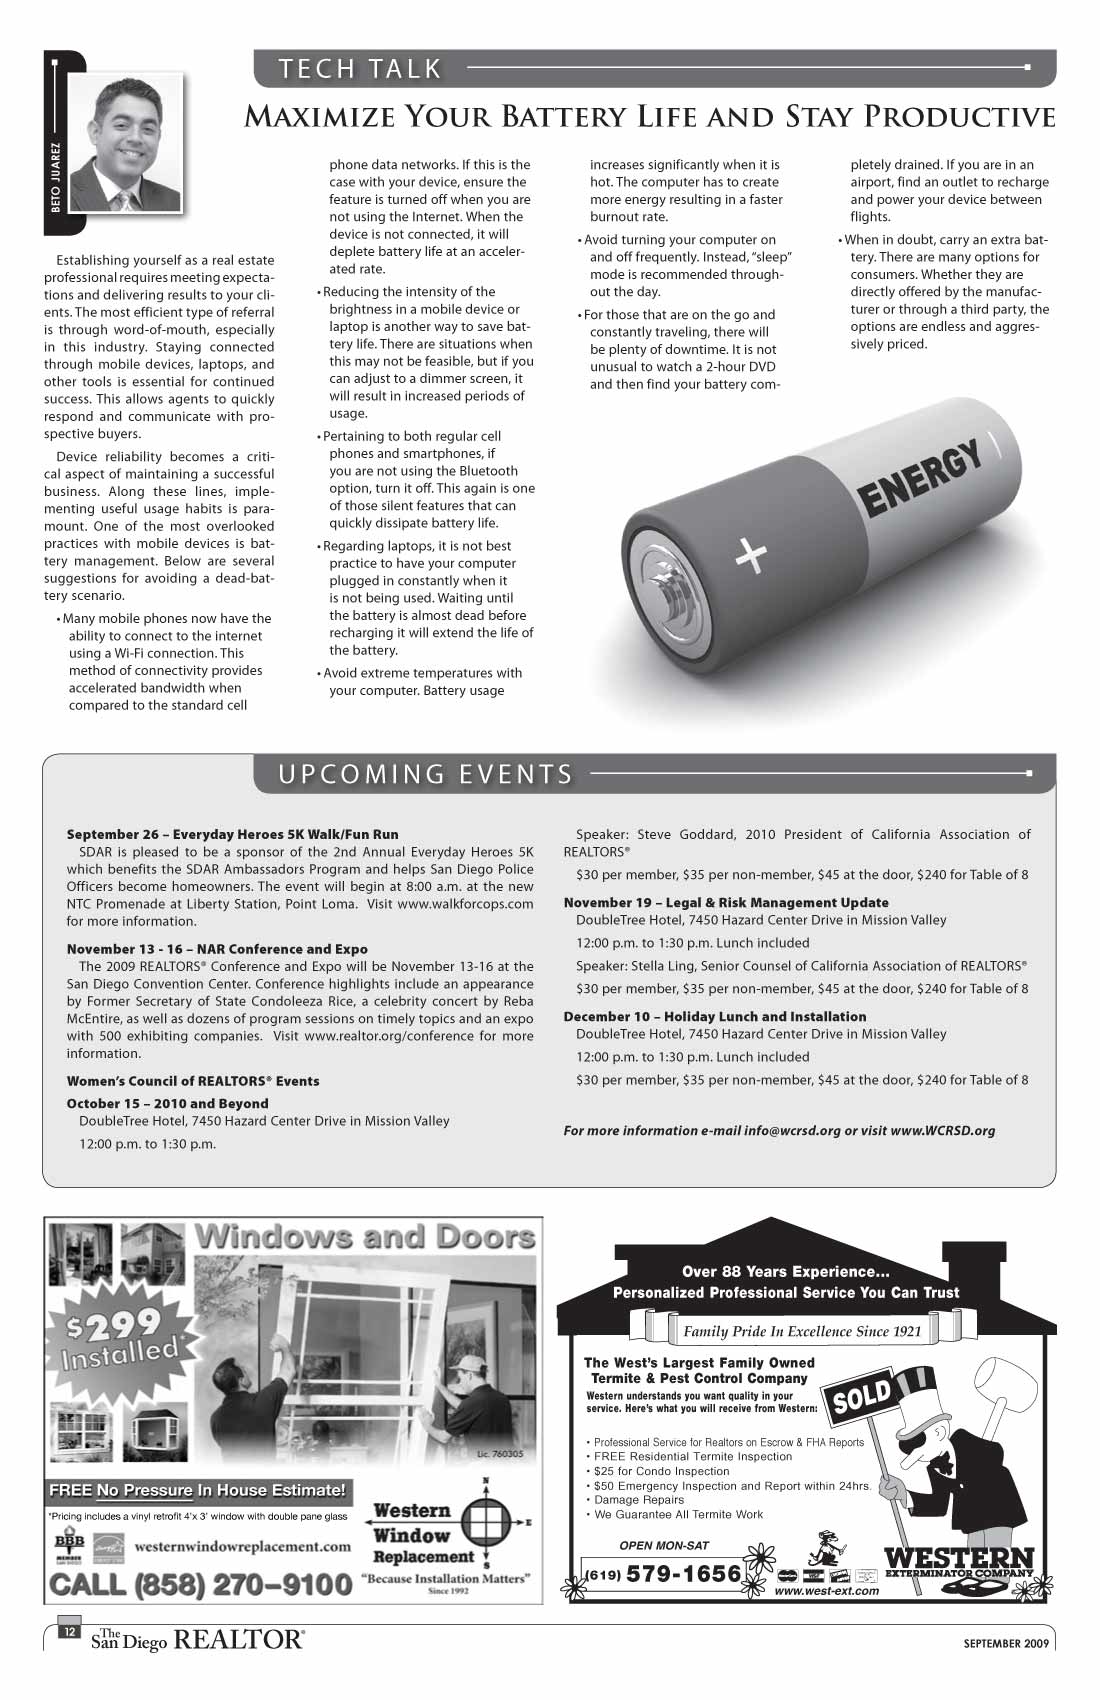 TECH TALK
MAXIMIZE YOUR BATTERY LIFE AND STAY PRODUCTIVE
BETO JUAREZ
Establishing yourself as a real estate
professional requires meeting expecta-
tions and delivering results to your cli-
ents. The most efficient type of referral
is through word-of-mouth, especially
in this industry. Staying connected
through mobile devices, laptops, and
other tools is essential for continued
success. This allows agents to quickly
respond and communicate with pro-
spective buyers.
Device reliability becomes a criti-
cal aspect of maintaining a successful
business. Along these lines, imple-
menting useful usage habits is para-
mount. One of the most overlooked
practices with mobile devices is bat-
tery management. Below are several
suggestions for avoiding a dead-bat-
tery scenario.
• Many mobile phones now have the
ability to connect to the internet
using a Wi-Fi connection. This
method of connectivity provides
accelerated bandwidth when
compared to the standard cell
phone data networks. If this is the
case with your device, ensure the
feature is turned off when you are
not using the Internet. When the
device is not connected, it will
deplete battery life at an acceler-
ated rate.
• Reducing the intensity of the
brightness in a mobile device or
laptop is another way to save bat-
tery life. There are situations when
this may not be feasible, but if you
can adjust to a dimmer screen, it
will result in increased periods of
usage.
• Pertaining to both regular cell
phones and smartphones, if
you are not using the Bluetooth
option, turn it off. This again is one
of those silent features that can
quickly dissipate battery life.
• Regarding laptops, it is not best
practice to have your computer
plugged in constantly when it
is not being used. Waiting until
the battery is almost dead before
recharging it will extend the life of
the battery.
• Avoid extreme temperatures with
your computer. Battery usage
increases significantly when it is
hot. The computer has to create
more energy resulting in a faster
burnout rate.
• Avoid turning your computer on
and off frequently. Instead, “sleep”
mode is recommended through-
out the day.
• For those that are on the go and
constantly traveling, there will
be plenty of downtime. It is not
unusual to watch a 2-hour DVD
and then find your battery com-
pletely drained. If you are in an
airport, find an outlet to recharge
and power your device between
flights.
• When in doubt, carry an extra bat-
tery. There are many options for
consumers. Whether they are
directly offered by the manufac-
turer or through a third party, the
options are endless and aggres-
sively priced.
ENERGY
+
UPCOMING EVENTS
September 26 – Everyday Heroes 5K Walk/Fun Run
SDAR is pleased to be a sponsor of the 2nd Annual Everyday Heroes 5K
which benefits the SDAR Ambassadors Program and helps San Diego Police
Officers become homeowners. The event will begin at 8:00 a.m. at the new
NTC Promenade at Liberty Station, Point Loma. Visit www.walkforcops.com
for more information.
November 13 - 16 – NAR Conference and Expo
The 2009 REALTORS® Conference and Expo will be November 13-16 at the
San Diego Convention Center. Conference highlights include an appearance
by Former Secretary of State Condoleeza Rice, a celebrity concert by Reba
McEntire, as well as dozens of program sessions on timely topics and an expo
with 500 exhibiting companies. Visit www.realtor.org/conference for more
information.
Women’s Council of REALTORS® Events
October 15 – 2010 and Beyond
DoubleTree Hotel, 7450 Hazard Center Drive in Mission Valley
12:00 p.m. to 1:30 p.m.
Speaker: Steve Goddard, 2010 President of California Association of
REALTORS®
$30 per member, $35 per non-member, $45 at the door, $240 for Table of 8
November 19 – Legal & Risk Management Update
DoubleTree Hotel, 7450 Hazard Center Drive in Mission Valley
12:00 p.m. to 1:30 p.m. Lunch included
Speaker: Stella Ling, Senior Counsel of California Association of REALTORS®
$30 per member, $35 per non-member, $45 at the door, $240 for Table of 8
December 10 – Holiday Lunch and Installation
DoubleTree Hotel, 7450 Hazard Center Drive in Mission Valley
12:00 p.m. to 1:30 p.m. Lunch included
$30 per member, $35 per non-member, $45 at the door, $240 for Table of 8
For more information e-mail info@wcrsd.org or visit www.WCRSD.org
Windows and Doors
$299*
Installed
Lic. 760305
FREE No Pressure In House Estimate!
*Pricing includes a vinyl retrofit 4'x 3' window with double pane glass
BBB
MEMBER
westernwindowreplacement.com
CALL (858) 270–9100
Western
Window
Replacement
N
E
S
“Because Installation Matters”
Since 1992
Over 88 Years Experience...
Personalized Professional Service You Can Trust
Family Pride In Excellence Since 1921
The West’s Largest Family Owned
Termite & Pest Control Company
Western understands you want quality in your
service. Here’s what you will receive from Western:
SOLD
• Professional Service for Realtors on Escrow & FHA Reports
• FREE Residential Termite Inspection
• $25 for Condo Inspection
• $50 Emergency Inspection and Report within 24hrs.
• Damage Repairs
• We Guarantee All Termite Work
OPEN MON-SAT
(619) 579-1656
www.west-ext.com
WESTERN
EXTERMINATOR COMPANY
12
The San Diego REALTOR®
SEPTEMBER 2009